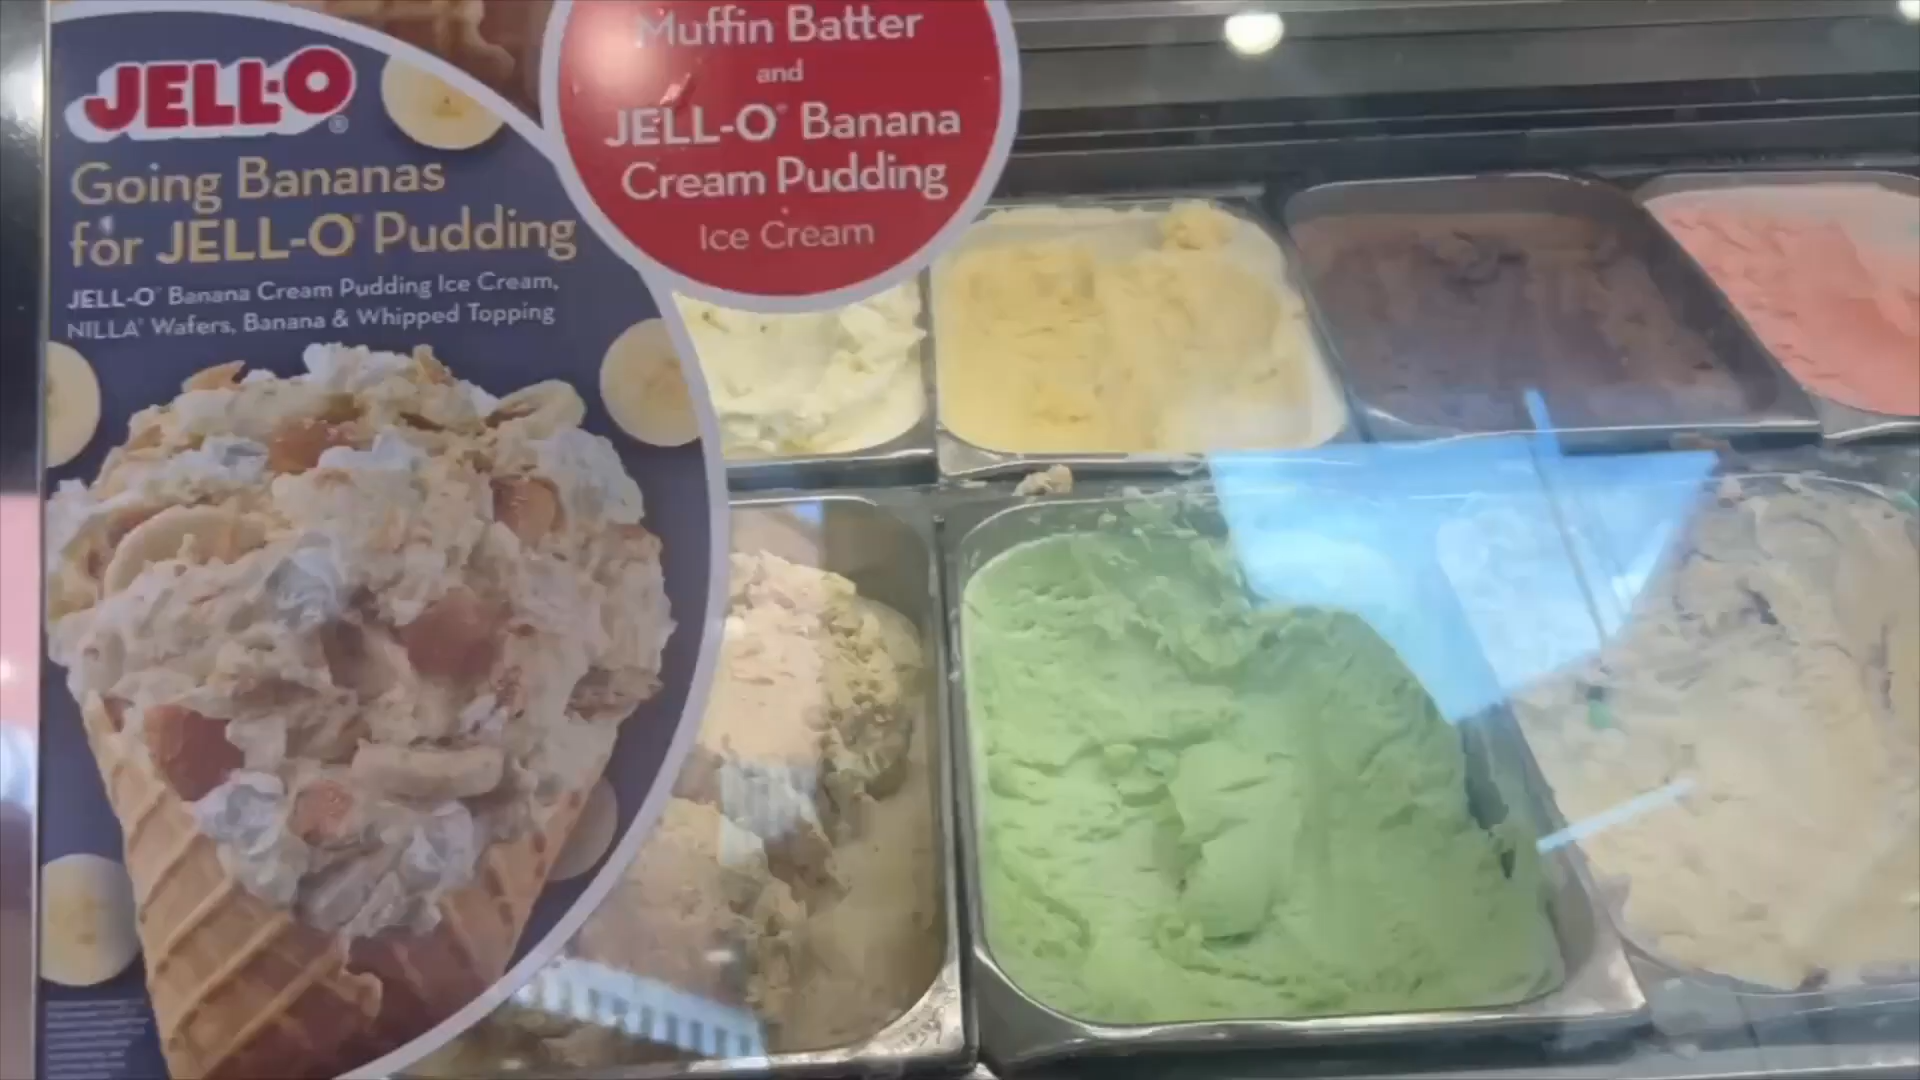 JELL-O®
Going Bananas
for JELL-O® Pudding
JELL-O® Banana Cream Pudding Ice Cream,
NILLA® Wafers, Banana & Whipped Topping
Muffin Batter
and
JELL-O® Banana
Cream Pudding
Ice Cream